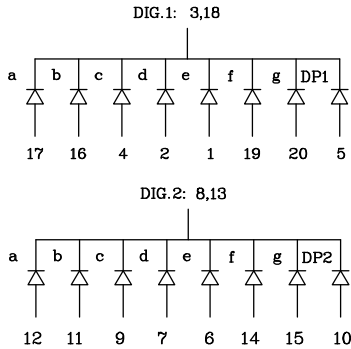 DIG.1: 3,18
a b c d e f g DP1
17 16 4 2 1 19 20 5
DIG.2: 8,13
a b c d e f g DP2
12 11 9 7 6 14 15 10